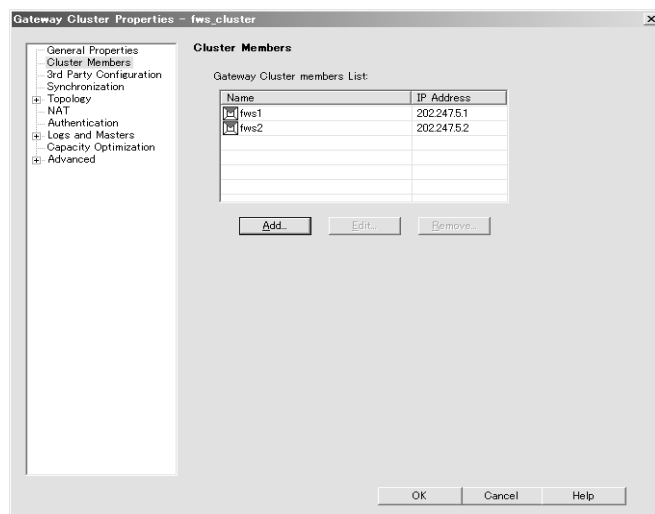 Gateway Cluster Properties - fws_cluster
General Properties
Cluster Members
3rd Party Configuration
Synchronization
Topology
NAT
Authentication
Logs and Masters
Capacity Optimization
Advanced
Cluster Members
Gateway Cluster members List:
Name IP Address
fws1 202.247.5.1
fws2 202.247.5.2
Add... Edit... Remove...
OK Cancel Help